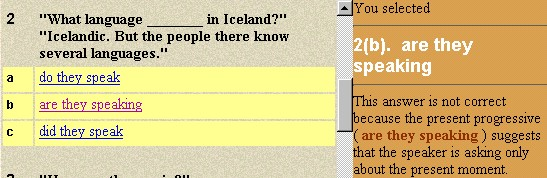 2 "What language ________ in Iceland?"
"Icelandic. But the people there know
several languages."
a do they speak
b are they speaking
c did they speak
You selected
2(b). are they
speaking
This answer is not correct
because the present progressive
( are they speaking ) suggests
that the speaker is asking only
about the present moment.